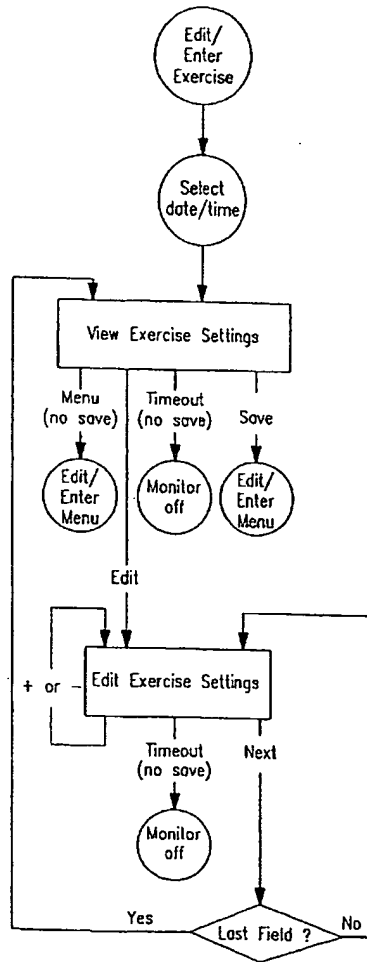 Edit/
Enter
Exercise
Select
date/time
View Exercise Settings
Menu
(no save)
Timeout
(no save)
Save
Edit/
Enter
Menu
Monitor
off
Edit/
Enter
Menu
Edit
+ or -
Edit Exercise Settings
Timeout
(no save)
Next
Monitor
off
Yes
Last Field ?
No